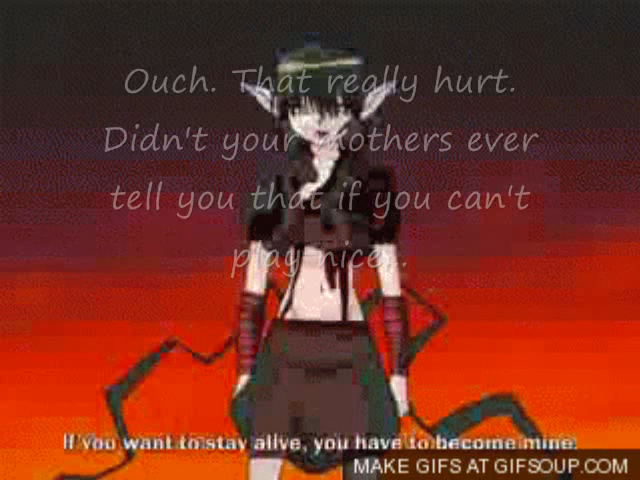 Ouch. That really hurt.
Didn't your mothers ever
tell you that if you can't
play nice...
If you want to stay alive, you have to become mine.
MAKE GIFS AT GIFSOUP.COM